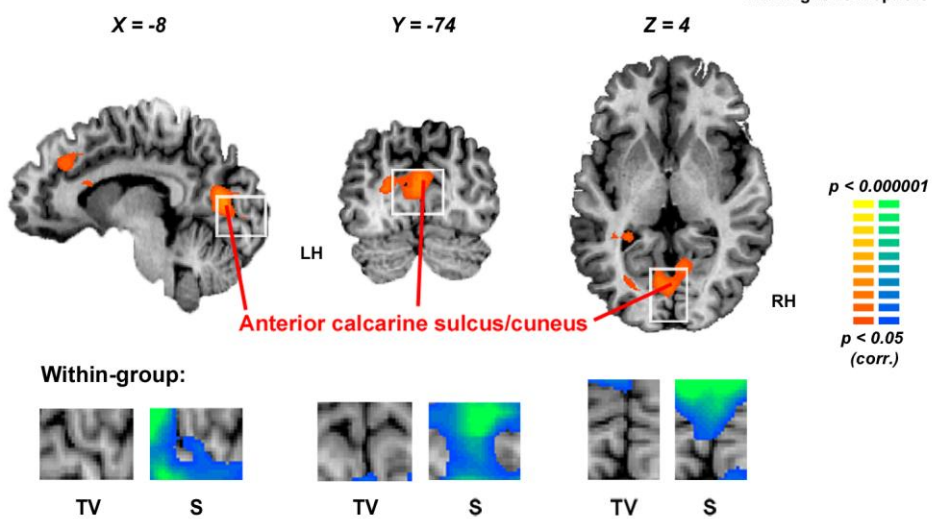 X = -8 Y = -74 Z = 4
p < 0.000001
LH
RH
Anterior calcarine sulcus/cuneus
p < 0.05
(corr.)
Within-group:
TV S TV S TV S